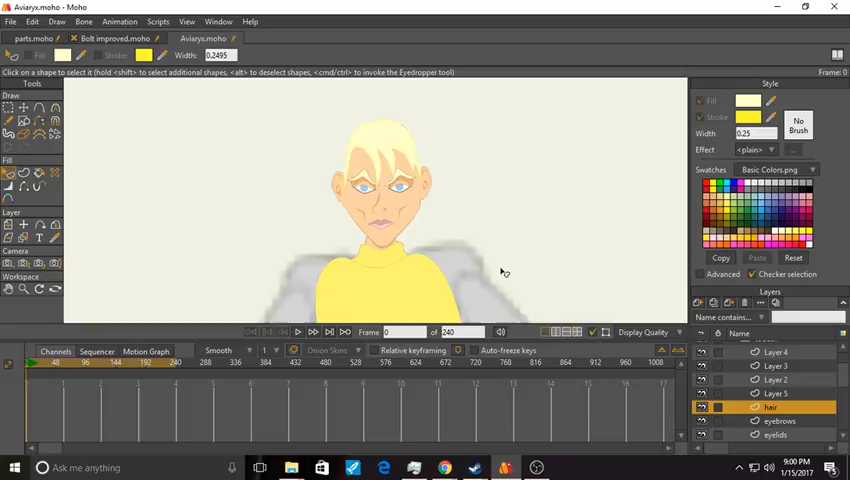 Aviaryx.moho - Moho
File Edit Draw Bone Animation Scripts View Window Help
parts.moho Bolt improved.moho Aviaryx.moho
Fill: Stroke: Width: 0.2495
Click on a shape to select it (hold <shift> to select additional shapes, <alt> to deselect shapes, <cmd/ctrl> to invoke the Eyedropper tool) Frame: 0
Tools
Draw
Fill
Layer
Camera
Workspace
Style
Fill
Stroke
No Brush
Width 0.25
Effect <plain> ...
Swatches Basic Colors.png
Copy Paste Reset
Advanced Checker selection
Layers
Name contains...
Name
Layer 4
Layer 3
Layer 2
Layer 5
hair
eyebrows
eyelids
Frame 0 of 240 Display Quality
Channels Sequencer Motion Graph Smooth 1 Onion Skins Relative keyframing Auto-freeze keys
48 96 144 192 240 288 336 384 432 480 528 576 624 672 720 768 816 864 912 960 1008
1 2 3 4 5 6 7 8 9 10 11 12 13 14 15 16 17
Ask me anything
9:00 PM
1/15/2017